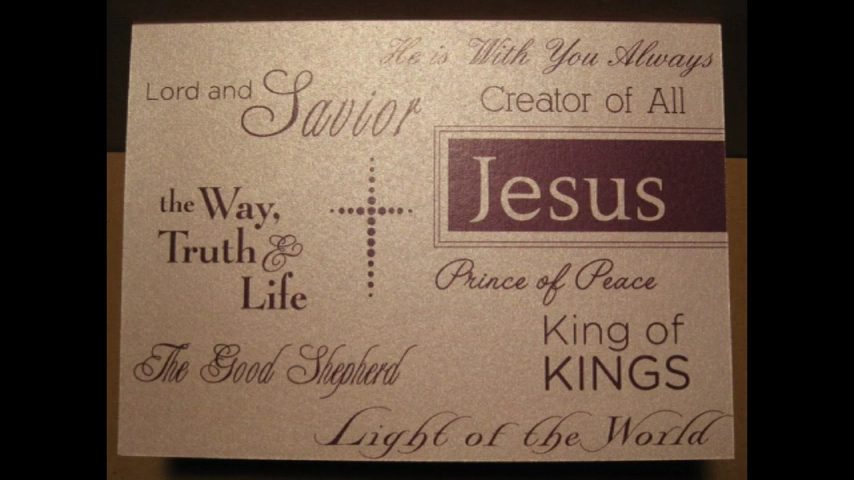 He is With You Always
Lord and Savior
Creator of All
Jesus
the Way,
Truth &
Life
Prince of Peace
King of
KINGS
The Good Shepherd
Light of the World